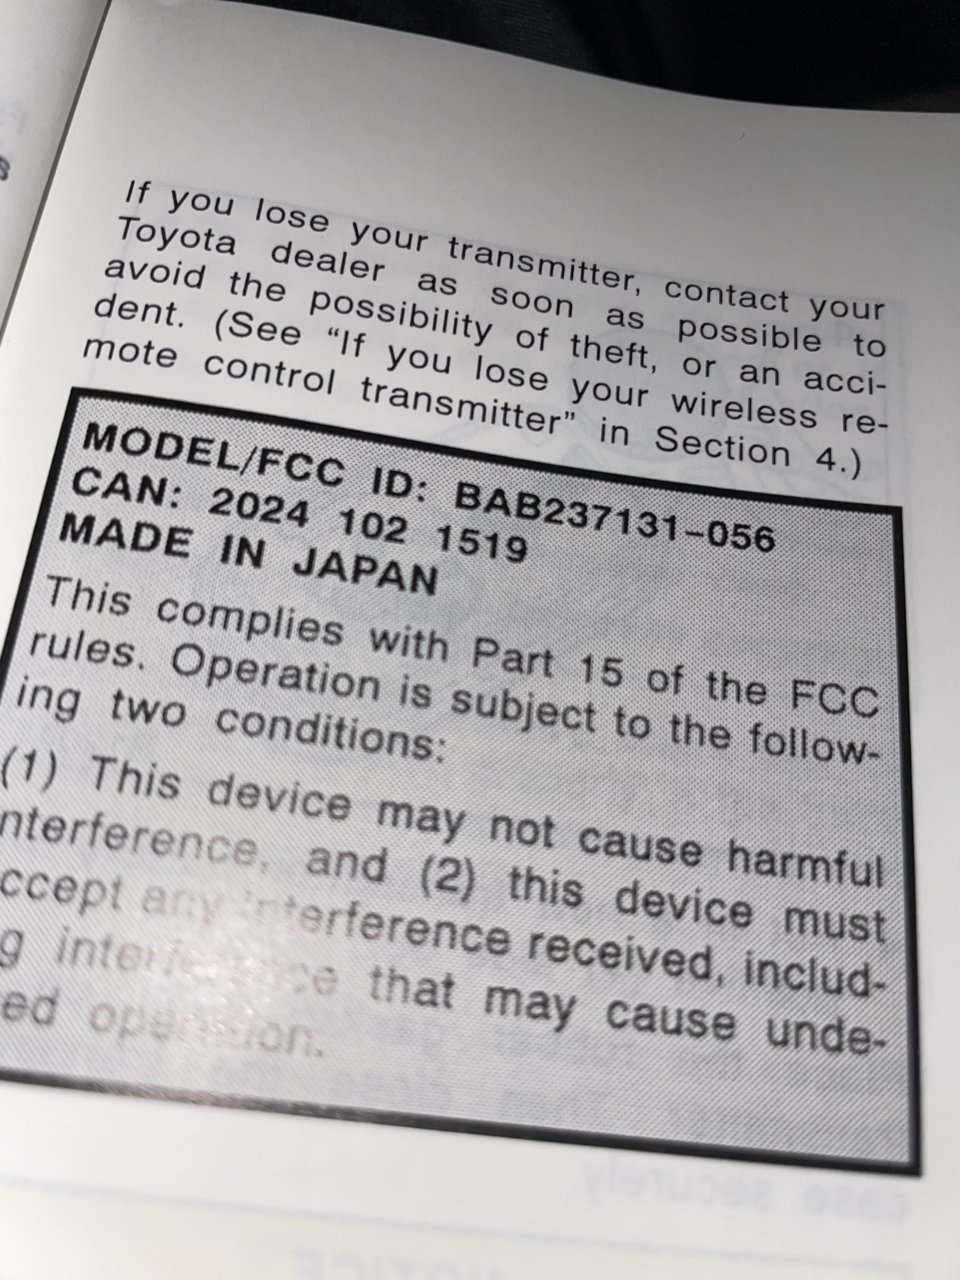 If you lose your transmitter, contact your
Toyota dealer as soon as possible to
avoid the possibility of theft, or an acci-
dent. (See “If you lose your wireless re-
mote control transmitter” in Section 4.)
MODEL/FCC ID: BAB237131-056
CAN: 2024 102 1519
MADE IN JAPAN
This complies with Part 15 of the FCC
rules. Operation is subject to the follow-
ing two conditions:
(1) This device may not cause harmful
nterference, and (2) this device must
ccept any interference received, includ-
g interference that may cause unde-
ed operation.